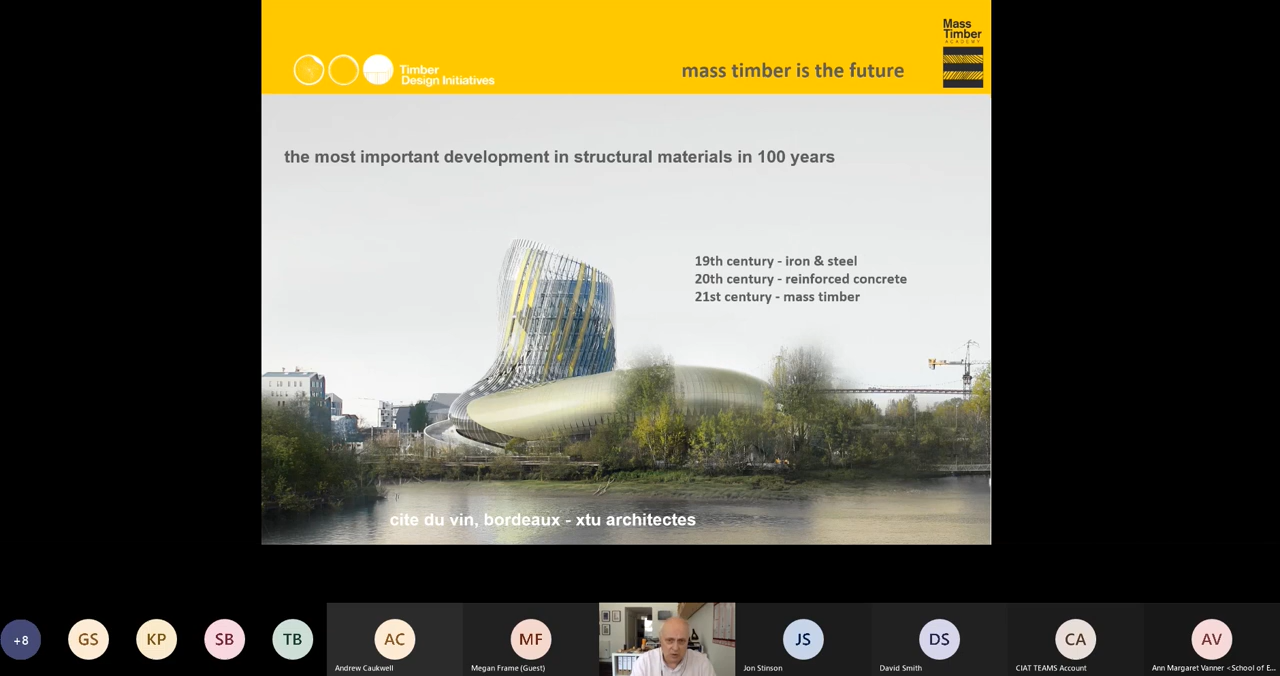 Mass
Timber
ACADEMY
Timber
Design Initiatives
mass timber is the future
the most important development in structural materials in 100 years
19th century - iron & steel
20th century - reinforced concrete
21st century - mass timber
cite du vin, bordeaux - xtu architectes
+8
GS
KP
SB
TB
AC
MF
JS
DS
CA
AV
Andrew Caukwell
Megan Frame (Guest)
Jon Stinson
David Smith
CIAT TEAMS Account
Ann Margaret Vanner <School of E...